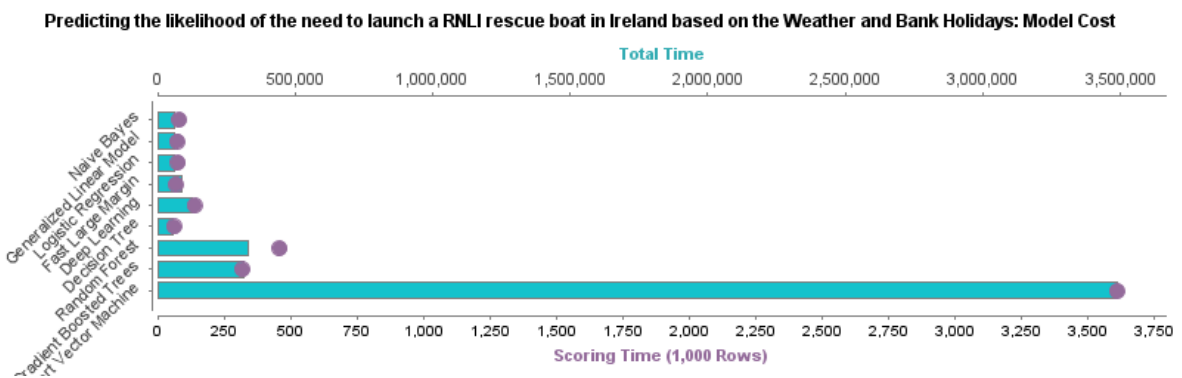 Predicting the likelihood of the need to launch a RNLI rescue boat in Ireland based on the Weather and Bank Holidays: Model Cost
Total Time
0 500,000 1,000,000 1,500,000 2,000,000 2,500,000 3,000,000 3,500,000
Naive Bayes
Generalized Linear Model
Logistic Regression
Fast Large Margin
Deep Learning
Decision Tree
Random Forest
Gradient Boosted Trees
rt Vector Machine
0 250 500 750 1,000 1,250 1,500 1,750 2,000 2,250 2,500 2,750 3,000 3,250 3,500 3,750
Scoring Time (1,000 Rows)